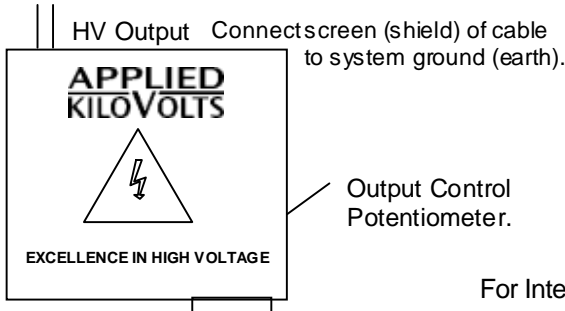 HV Output Connect screen (shield) of cable
to system ground (earth).
APPLIED
KILOVOLTS
Output Control
Potentiometer.
EXCELLENCE IN HIGH VOLTAGE
For Inte